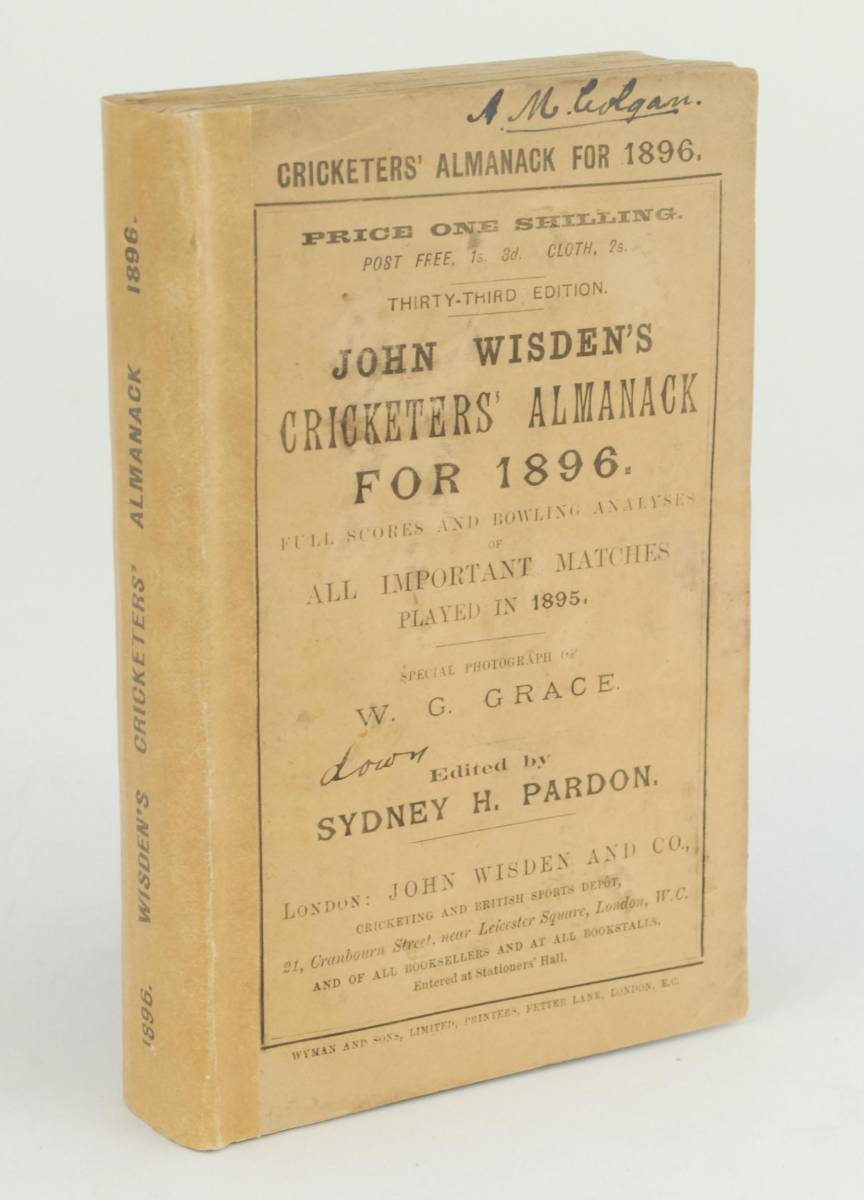 1896. WISDEN'S CRICKETERS' ALMANACK 1896.
A. M. Colgan.
CRICKETERS' ALMANACK FOR 1896.
PRICE ONE SHILLING.
POST FREE, 1s. 3d. CLOTH, 2s.
THIRTY-THIRD EDITION.
JOHN WISDEN'S
CRICKETERS' ALMANACK
FOR 1896.
FULL SCORES AND BOWLING ANALYSES
OF
ALL IMPORTANT MATCHES
PLAYED IN 1895.
SPECIAL PHOTOGRAPH OF
W. G. GRACE.
down
Edited by
SYDNEY H. PARDON.
LONDON: JOHN WISDEN AND CO.,
CRICKETING AND BRITISH SPORTS DEPÔT,
21, Cranbourn Street, near Leicester Square, London, W.C.
AND OF ALL BOOKSELLERS AND AT ALL BOOKSTALLS.
Entered at Stationers' Hall.
WYMAN AND SONS, LIMITED, PRINTERS, FETTER LANE, LONDON, E.C.